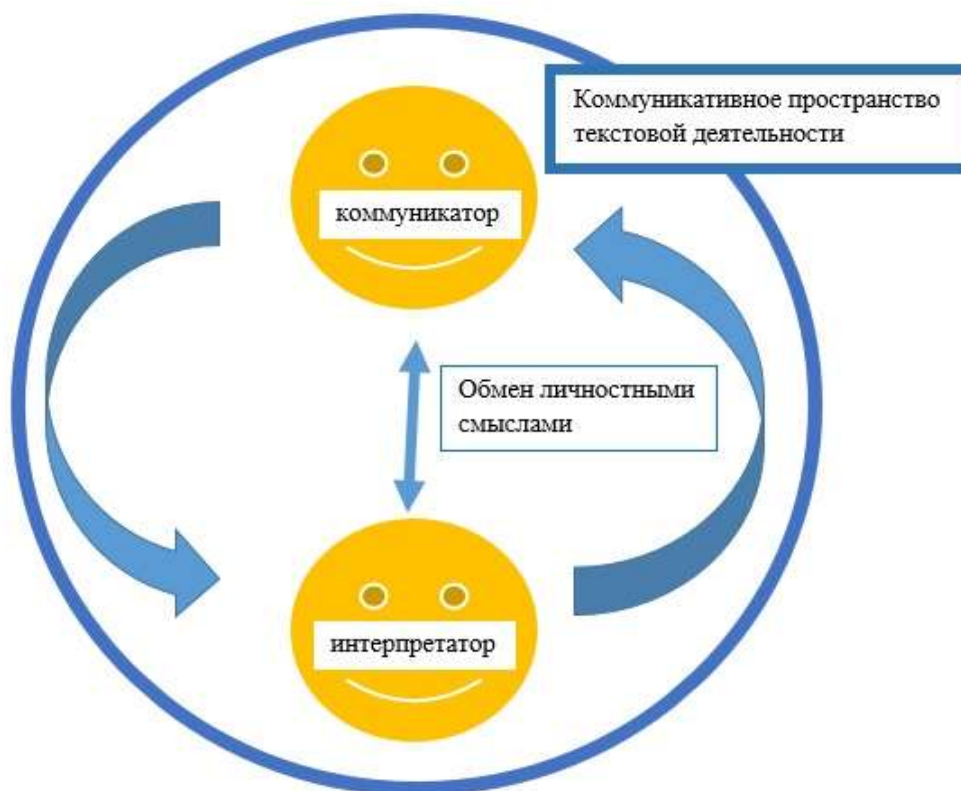 Коммуникативное пространство
текстовой деятельности
коммуникатор
Обмен личностными
смыслами
интерпретатор